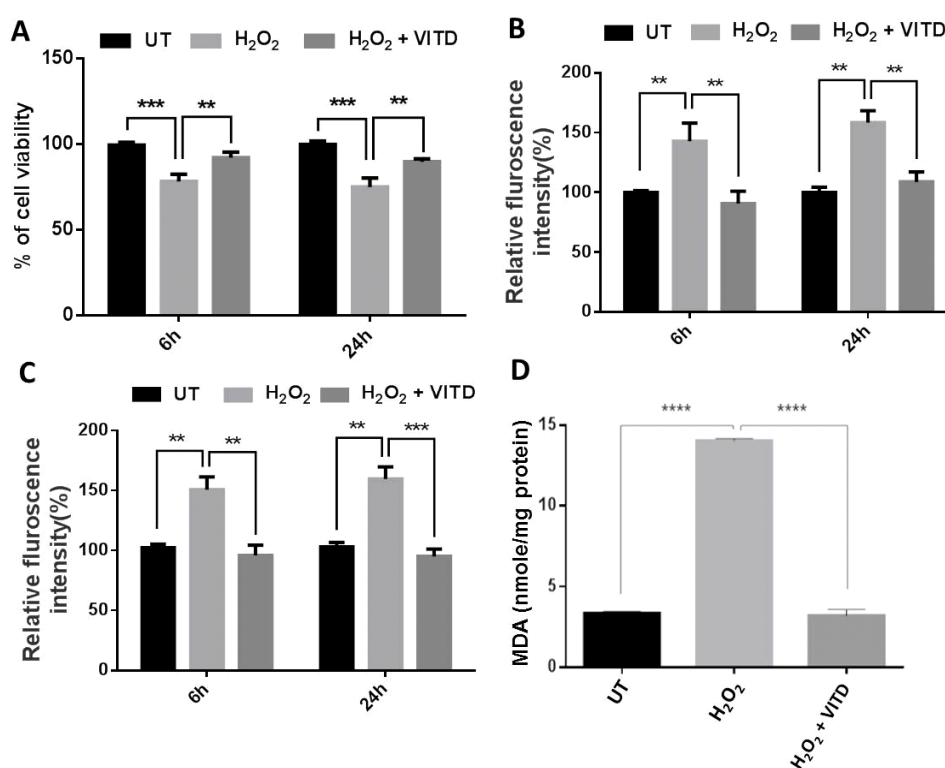 A
UT H₂O₂ H₂O₂ + VITD
% of cell viability
150
100
50
0
*** ** *** **
6h 24h
B
UT H₂O₂ H₂O₂ + VITD
Relative fluroscence
intensity(%)
200
150
100
50
0
** ** ** **
6h 24h
C
UT H₂O₂ H₂O₂ + VITD
Relative fluroscence
intensity(%)
200
150
100
50
0
** ** ** ***
6h 24h
D
MDA (nmole/mg protein)
15
10
5
0
**** ****
UT H₂O₂ H₂O₂ + VITD